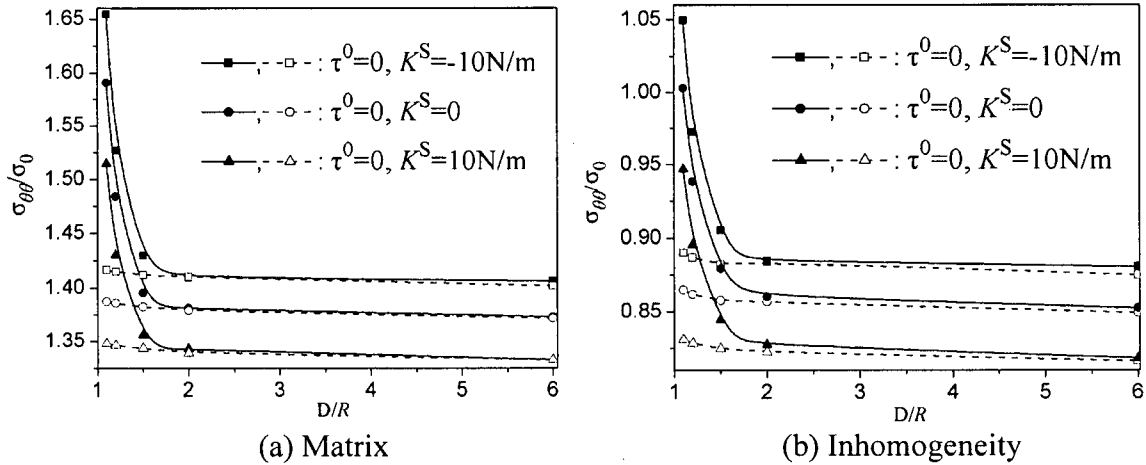 1.65
1.60
1.55
1.50
1.45
1.40
1.35
σθθ/σ0
, : τ⁰=0, Kˢ=-10N/m
, : τ⁰=0, Kˢ=0
, : τ⁰=0, Kˢ=10N/m
1 2 3 4 5 6
D/R
(a) Matrix
1.05
1.00
0.95
0.90
0.85
σθθ/σ0
, : τ⁰=0, Kˢ=-10N/m
, : τ⁰=0, Kˢ=0
, : τ⁰=0, Kˢ=10N/m
1 2 3 4 5 6
D/R
(b) Inhomogeneity